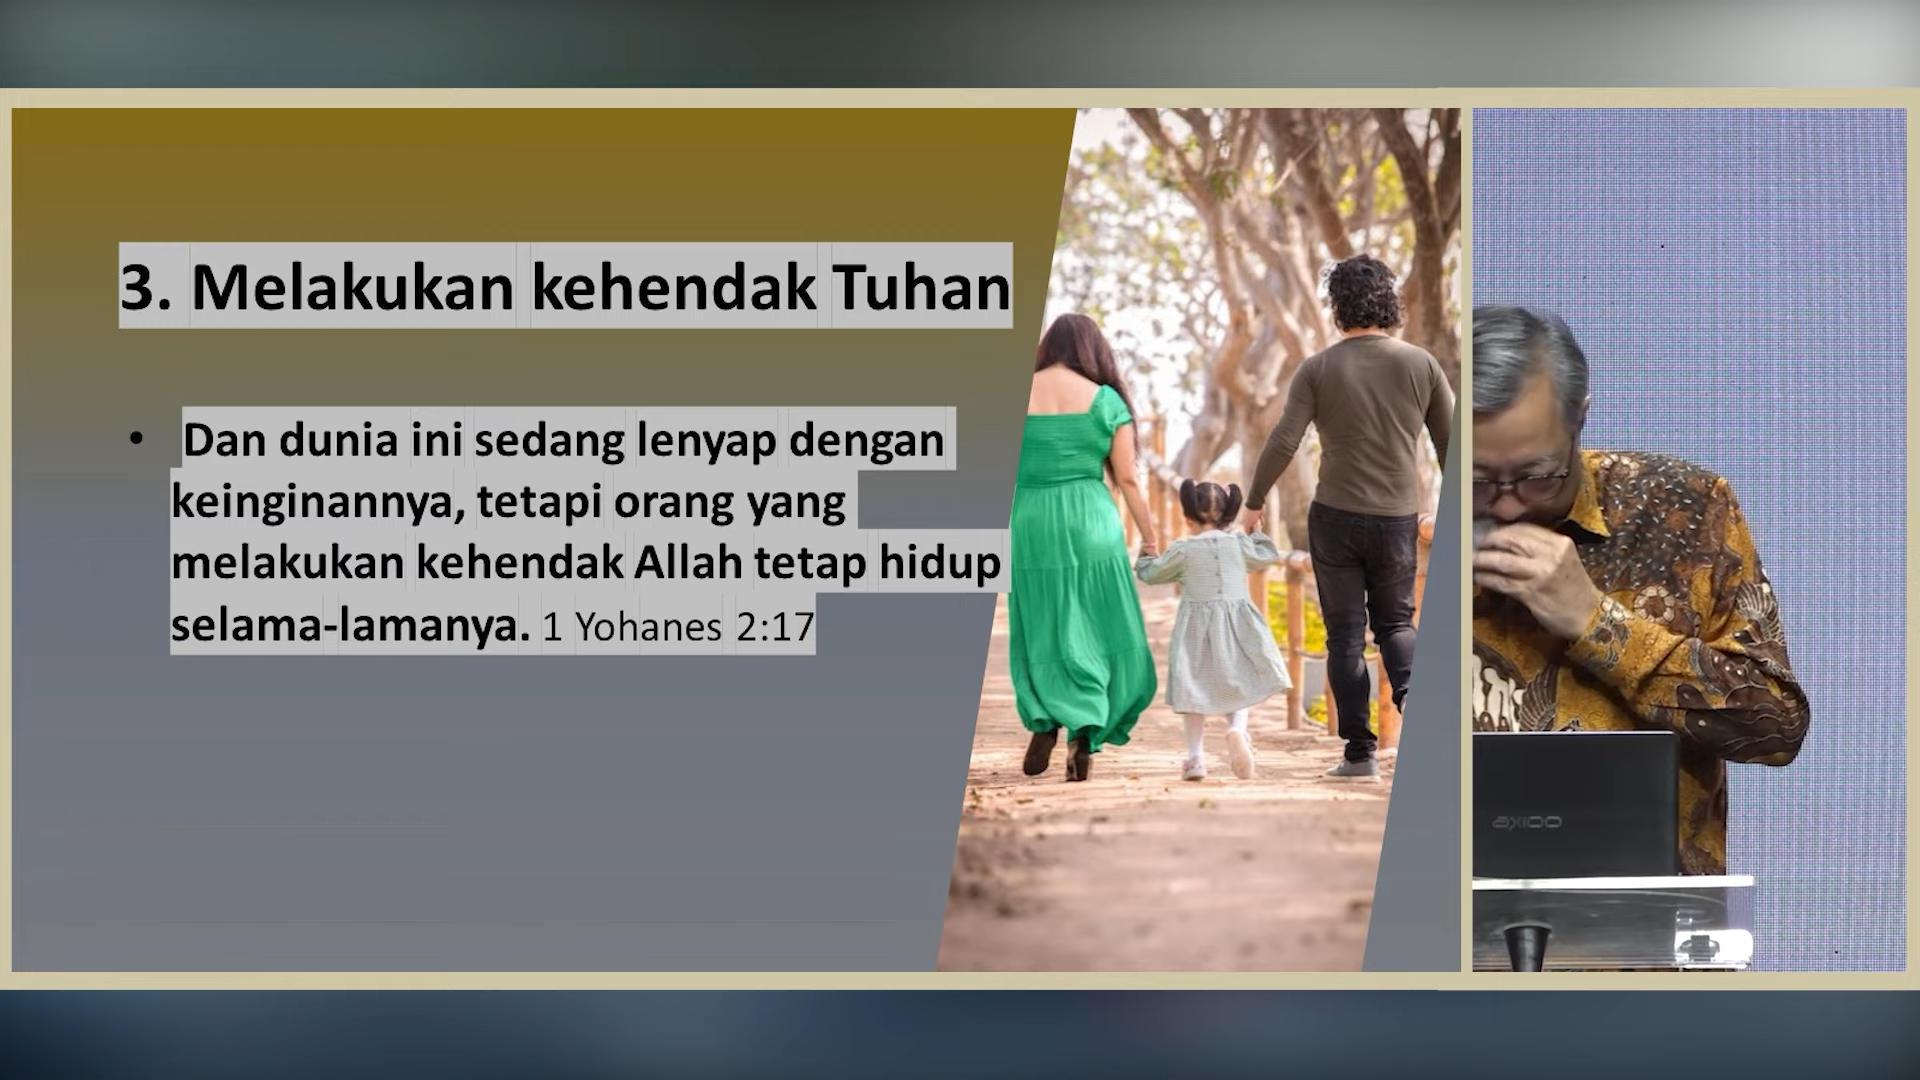 3. Melakukan kehendak Tuhan
• Dan dunia ini sedang lenyap dengan
keinginannya, tetapi orang yang
melakukan kehendak Allah tetap hidup
selama-lamanya. 1 Yohanes 2:17
AXIOO